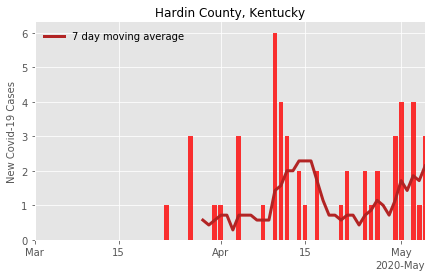 Hardin County, Kentucky
7 day moving average
New Covid-19 Cases
6
5
4
3
2
1
0
Mar 15 Apr 15 May
2020-May